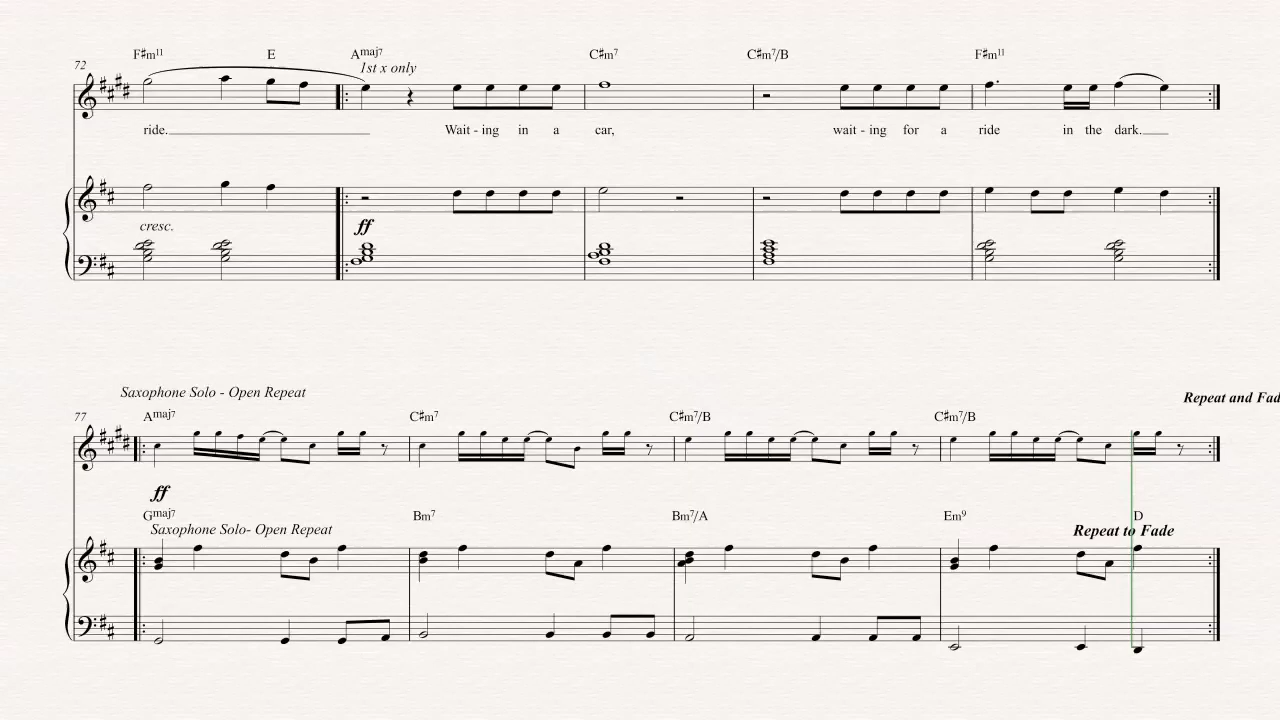 F♯m11 E Amaj7 C♯m7 C♯m7/B F♯m11
72 1st x only
ride. Wait - ing in a car, wait - ing for a ride in the dark.
cresc. ff
Saxophone Solo - Open Repeat
Repeat and Fad
77 Amaj7 C♯m7 C♯m7/B C♯m7/B
ff
Gmaj7 Bm7 Bm7/A Em9 D
Saxophone Solo- Open Repeat Repeat to Fade